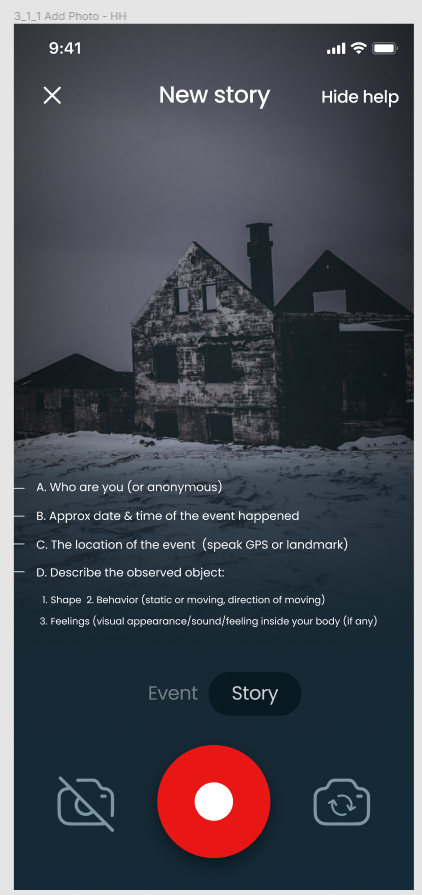 3_1_1 Add Photo - HH
9:41
New story
Hide help
A. Who are you (or anonymous)
B. Approx date & time of the event happened
C. The location of the event (speak GPS or landmark)
D. Describe the observed object:
1. Shape 2. Behavior (static or moving, direction of moving)
3. Feelings (visual appearance/sound/feeling inside your body (if any)
Event Story